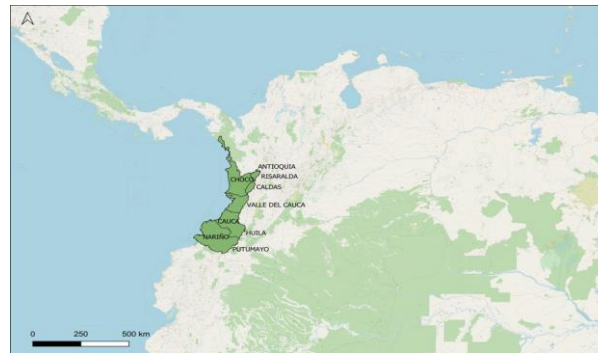 ANTIOQUIA
RISARALDA
CHOCÓ
CALDAS
VALLE DEL CAUCA
CAUCA
HUILA
NARIÑO
PUTUMAYO
0 250 500 km